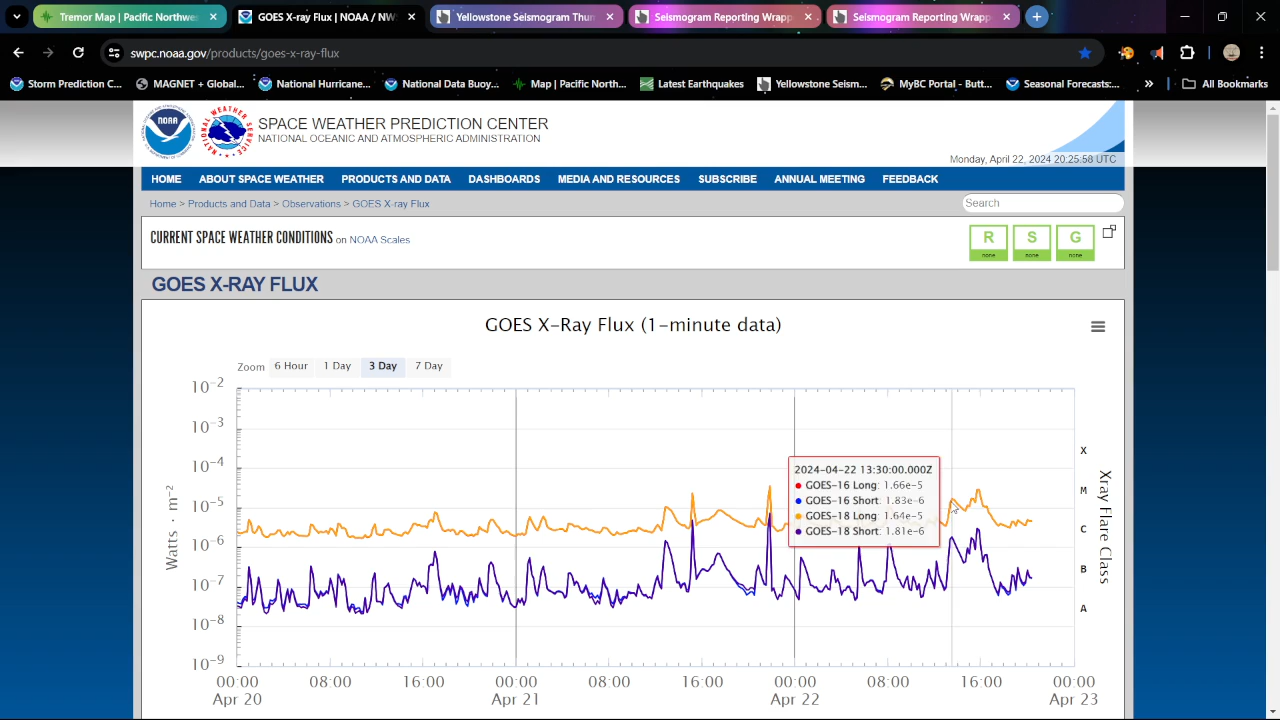 Tremor Map | Pacific Northwes
GOES X-ray Flux | NOAA / NW
Yellowstone Seismogram Thum
Seismogram Reporting Wrapp
Seismogram Reporting Wrapp
swpc.noaa.gov/products/goes-x-ray-flux
Storm Prediction C...
MAGNET + Global...
National Hurricane...
National Data Buoy...
Map | Pacific North...
Latest Earthquakes
Yellowstone Seism...
MyBC Portal - Butt...
Seasonal Forecasts:...
All Bookmarks
NOAA
SPACE WEATHER PREDICTION CENTER
NATIONAL OCEANIC AND ATMOSPHERIC ADMINISTRATION
Monday, April 22, 2024 20:25:58 UTC
HOME ABOUT SPACE WEATHER PRODUCTS AND DATA DASHBOARDS MEDIA AND RESOURCES SUBSCRIBE ANNUAL MEETING FEEDBACK
Home > Products and Data > Observations > GOES X-ray Flux
Search
CURRENT SPACE WEATHER CONDITIONS on NOAA Scales
R S G
none none none
GOES X-RAY FLUX
GOES X-Ray Flux (1-minute data)
Zoom 6 Hour 1 Day 3 Day 7 Day
10-2
10-3
10-4
10-5
10-6
10-7
10-8
10-9
Watts · m-2
2024-04-22 13:30:00.000Z
GOES-16 Long: 1.66e-5
GOES-16 Short: 1.83e-6
GOES-18 Long: 1.64e-5
GOES-18 Short: 1.81e-6
X
M
C
B
A
Xray Flare Class
00:00 08:00 16:00 00:00 08:00 16:00 00:00 08:00 16:00 00:00
Apr 20 Apr 21 Apr 22 Apr 23